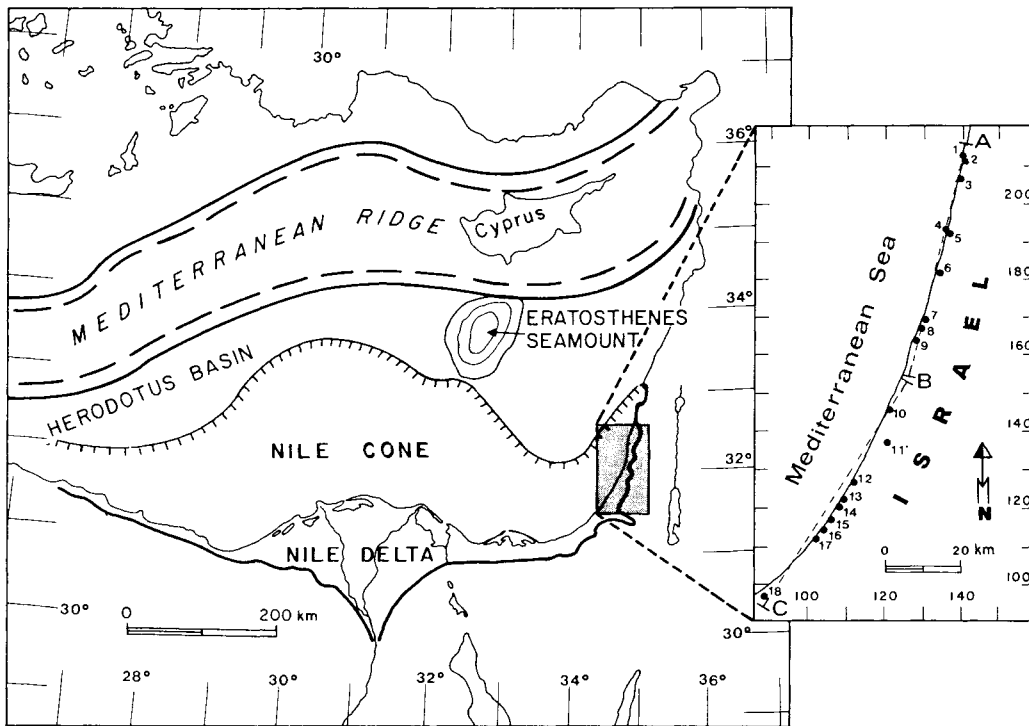 30°
36°
MEDITERRANEAN RIDGE
Cyprus
34°
ERATOSTHENES
SEAMOUNT
HERODOTUS BASIN
NILE CONE
32°
NILE DELTA
30°
0 200 km
30°
28° 30° 32° 34° 36°
A
1 2
3
200
4 5
6
180
7
8
9
160
B
10
140
11
12
13
120
14
15
16
17
18
C
100
Mediterranean Sea
ISRAEL
N
0 20 km
100 120 140